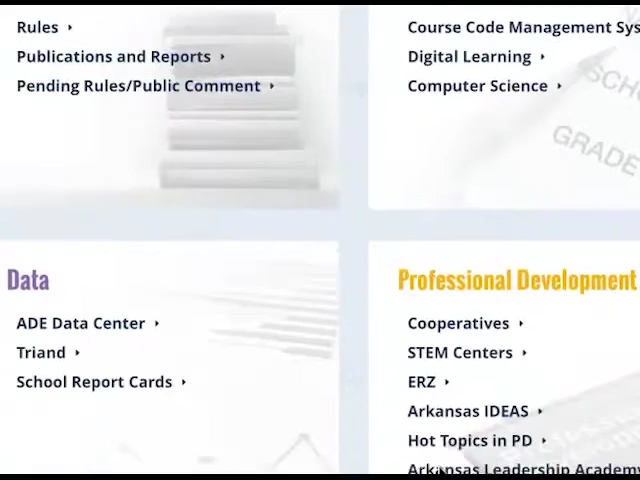 Rules
Publications and Reports
Pending Rules/Public Comment
Course Code Management Sys
Digital Learning
Computer Science
SCHO
GRADE
Data
ADE Data Center
Triand
School Report Cards
Professional Development
Cooperatives
STEM Centers
ERZ
Arkansas IDEAS
Hot Topics in PD
Arkansas Leadership Academy